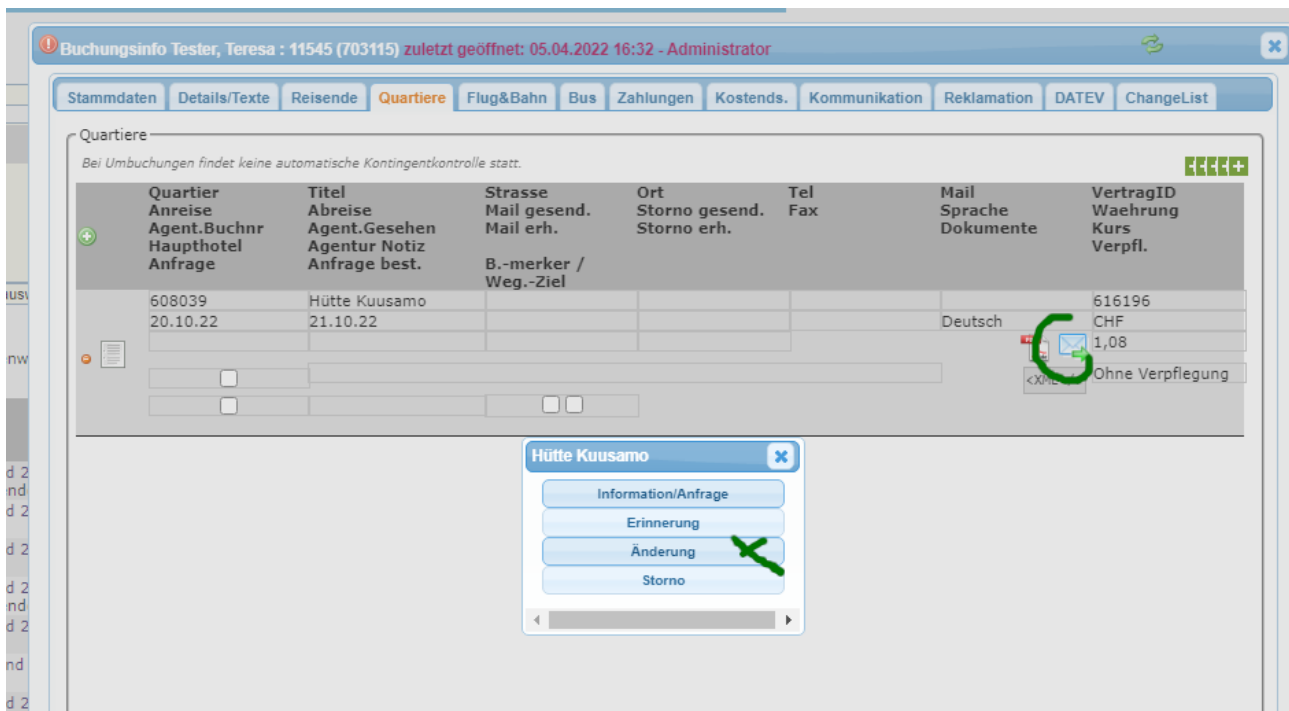 Buchungsinfo Tester, Teresa : 11545 (703115) zuletzt geöffnet: 05.04.2022 16:32 - Administrator
Stammdaten Details/Texte Reisende Quartiere Flug&Bahn Bus Zahlungen Kostends. Kommunikation Reklamation DATEV ChangeList
Quartiere
Bei Umbuchungen findet keine automatische Kontingentkontrolle statt.
Quartier Titel Strasse Ort Tel Mail VertragID
Anreise Abreise Mail gesend. Storno gesend. Fax Sprache Waehrung
Agent.Buchnr Agent.Gesehen Mail erh. Storno erh. Dokumente Kurs
Haupthotel Agentur Notiz Verpfl.
Anfrage Anfrage best. B.-merker /
Weg.-Ziel
608039 Hütte Kuusamo 616196
20.10.22 21.10.22 Deutsch CHF
1,08
Ohne Verpflegung
Hütte Kuusamo
Information/Anfrage
Erinnerung
Änderung
Storno